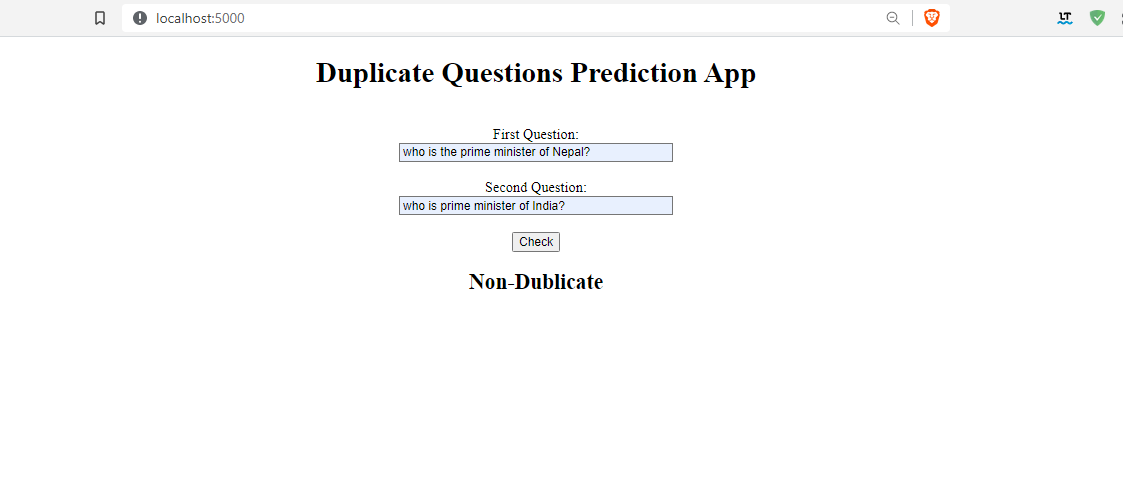 localhost:5000
LT
Duplicate Questions Prediction App
First Question:
who is the prime minister of Nepal?
Second Question:
who is prime minister of India?
Check
Non-Dublicate